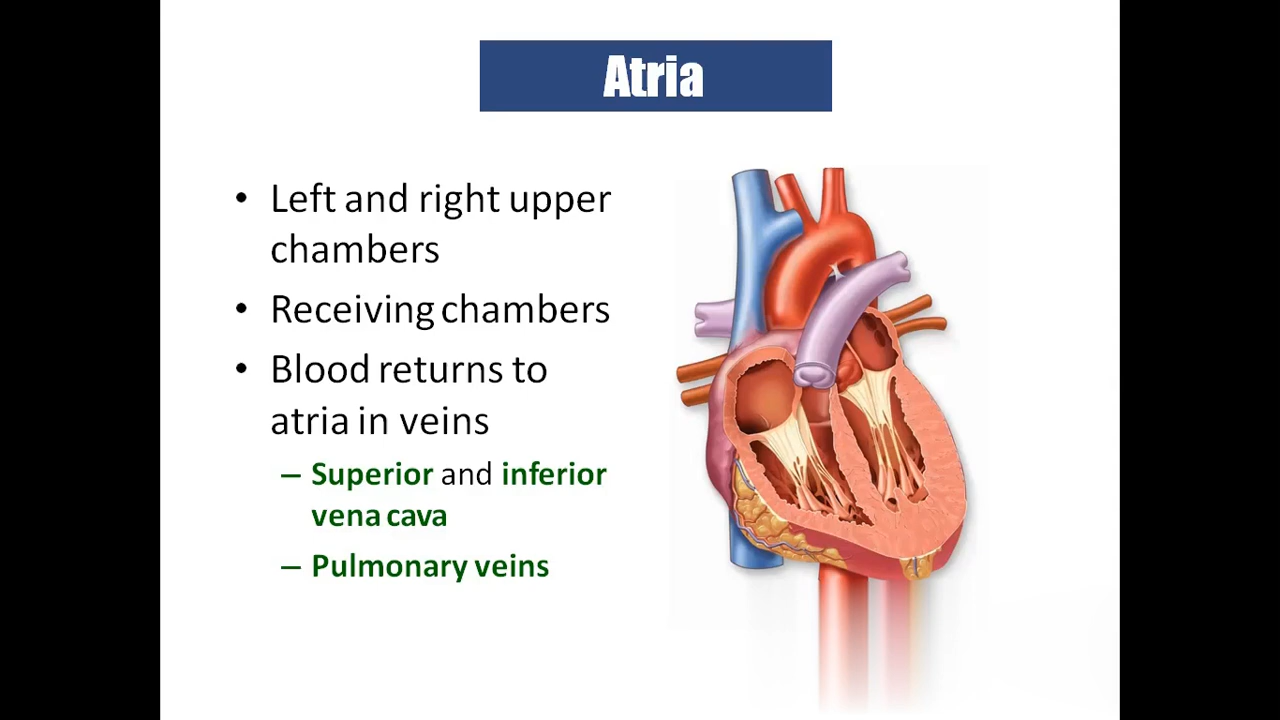 Atria
• Left and right upper
chambers
• Receiving chambers
• Blood returns to
atria in veins
– Superior and inferior
vena cava
– Pulmonary veins